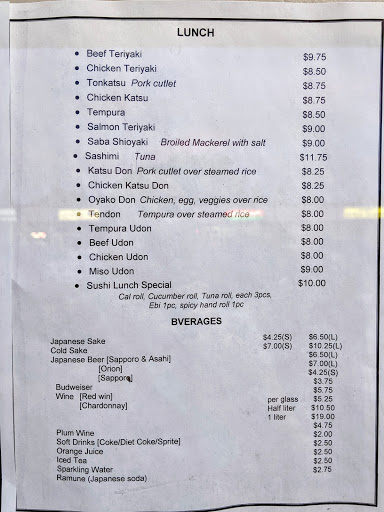 LUNCH
• Beef Teriyaki $9.75
• Chicken Teriyaki $8.50
• Tonkatsu Pork cutlet $8.75
• Chicken Katsu $8.75
• Tempura $8.50
• Salmon Teriyaki $9.00
• Saba Shioyaki Broiled Mackerel with salt $9.00
• Sashimi Tuna $11.75
• Katsu Don Pork cutlet over steamed rice $8.25
• Chicken Katsu Don $8.25
• Oyako Don Chicken, egg, veggies over rice $8.00
• Tendon Tempura over steamed rice $8.00
• Tempura Udon $8.00
• Beef Udon $8.00
• Chicken Udon $8.00
• Miso Udon $9.00
• Sushi Lunch Special $10.00
Cal roll, Cucumber roll, Tuna roll, each 3pcs,
Ebi 1pc, spicy hand roll 1pc
BVERAGES
Japanese Sake $4.25(S) $6.50(L)
Cold Sake $7.00(S) $10.25(L)
Japanese Beer [Sapporo & Asahi] $6.50(L)
[Orion] $7.00(L)
[Sapporo] $4.25(S)
Budweiser $3.75
Wine [Red win] $5.75
[Chardonnay] per glass $5.25
Half liter $10.50
1 liter $19.00
Plum Wine $4.75
Soft Drinks [Coke/Diet Coke/Sprite] $2.00
Orange Juice $2.50
Iced Tea $2.50
Sparkling Water $2.50
Ramune (Japanese soda) $2.75